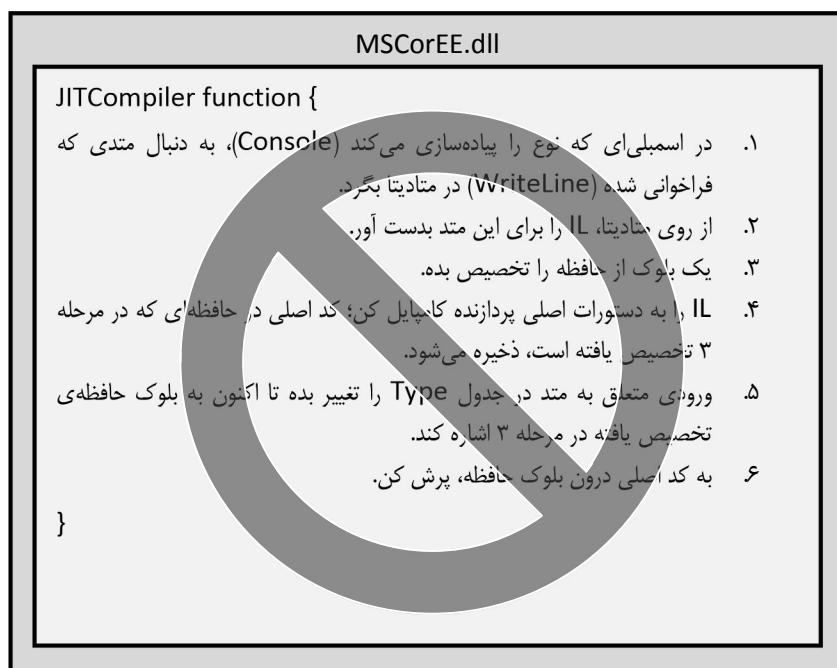 MSCorEE.dll
JITCompiler function {
۱. در اسمبلی‌ای که نوع را پیاده‌سازی می‌کند (Console)، به دنبال متدی که
فراخوانی شده (WriteLine) در متادیتا بگرد.
۲. از روی متادیتا، IL را برای این متد بدست آور.
۳. یک بلوک از حافظه را تخصیص بده.
۴. IL را به دستورات اصلی پردازنده کامپایل کن؛ کد اصلی در حافظه‌ای که در مرحله
۳ تخصیص یافته است، ذخیره می‌شود.
۵. ورودی متعلق به متد در جدول Type را تغییر بده تا اکنون به بلوک حافظه‌ی
تخصیص یافته در مرحله ۳ اشاره کند.
۶. به کد اصلی درون بلوک حافظه، پرش کن.
}